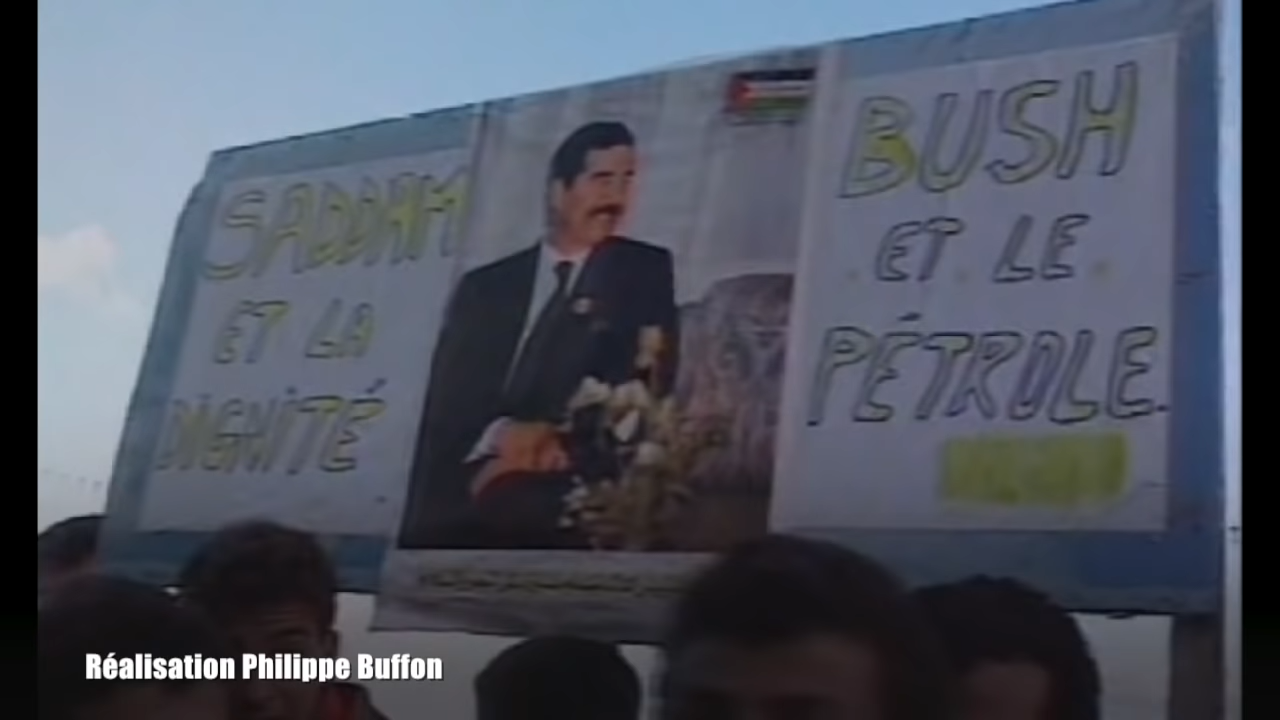 SADDAM
ET LA
DIGNITÉ
BUSH
ET LE
PÉTROLE.
Réalisation Philippe Buffon